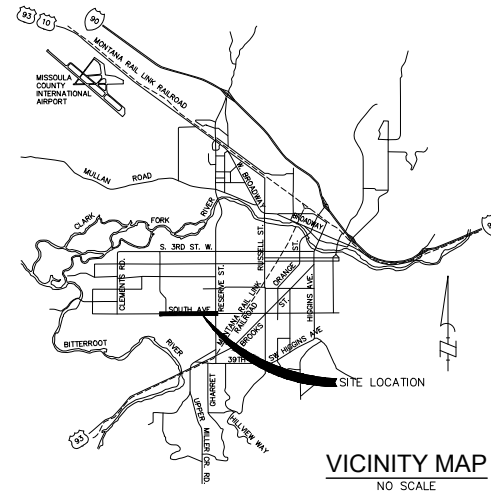 93
10
90
MONTANA RAIL LINK RAILROAD
MISSOULA
COUNTY
INTERNATIONAL
AIRPORT
MULLAN ROAD
W. BROADWAY
BROADWAY
CLARK FORK RIVER
S. 3RD ST. W.
RUSSELL ST.
ORANGE ST.
CLEMENTS RD.
RESERVE ST.
HIGGINS AVE.
SOUTH AVE.
MONTANA RAIL LINK
RAILROAD
BROOKS
SW HIGGINS AVE
BITTERROOT RIVER
39TH
SITE LOCATION
GHARRET
HILLVIEW WAY
UPPER MILLER CR. RD.
93
N
VICINITY MAP
NO SCALE